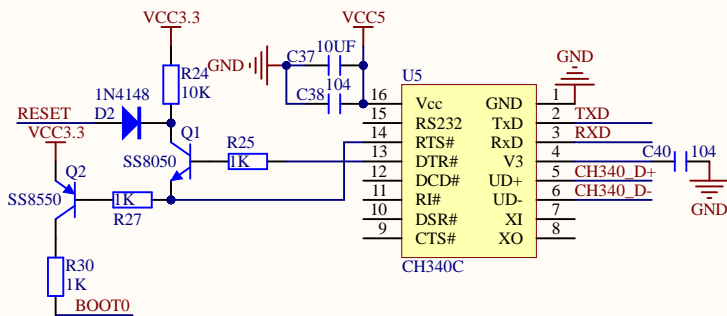 VCC3.3
VCC5
GND
C37
10UF
C38
104
R24
10K
1N4148
RESET
D2
Q1
SS8050
R25
1K
VCC3.3
Q2
SS8550
1K
R27
R30
1K
BOOT0
U5
16 Vcc GND 1
15 RS232 TxD 2 TXD
14 RTS# RxD 3 RXD
13 DTR# V3 4
12 DCD# UD+ 5 CH340_D+
11 RI# UD- 6 CH340_D-
10 DSR# XI 7
9 CTS# XO 8
CH340C
GND
C40
104
GND